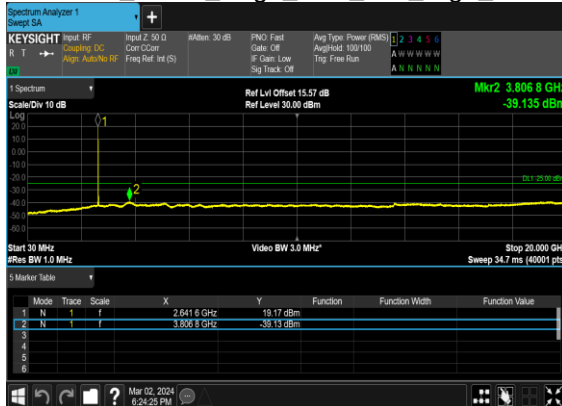 Spectrum Analyzer 1
Swept SA
+
KEYSIGHT Input: RF Input Z: 50 Ω #Atten: 30 dB PNO: Fast Avg Type: Power (RMS) 1 2 3 4 5 6
R T Coupling: DC Corr CCorr Gate: Off Avg|Hold: 100/100 A W W W W W
Align: Auto/No RF Freq Ref: Int (S) IF Gain: Low Trig: Free Run
LU Sig Track: Off A N N N N N
1 Spectrum Ref Lvl Offset 15.57 dB Mkr2 3.806 8 GHz
Scale/Div 10 dB Ref Level 30.00 dBm -39.135 dBm
Log
20.0
10.0
0.00
-10.0
-20.0
-30.0
-40.0
-50.0
-60.0
1
2
DL1 -25.00 dBm
Start 30 MHz Video BW 3.0 MHz* Stop 20.000 GHz
#Res BW 1.0 MHz Sweep 34.7 ms (40001 pts)
5 Marker Table
Mode Trace Scale X Y Function Function Width Function Value
1 N 1 f 2.641 6 GHz 19.17 dBm
2 N 1 f 3.806 8 GHz -39.13 dBm
3
4
5
6
? Mar 02, 2024
6:24:25 PM